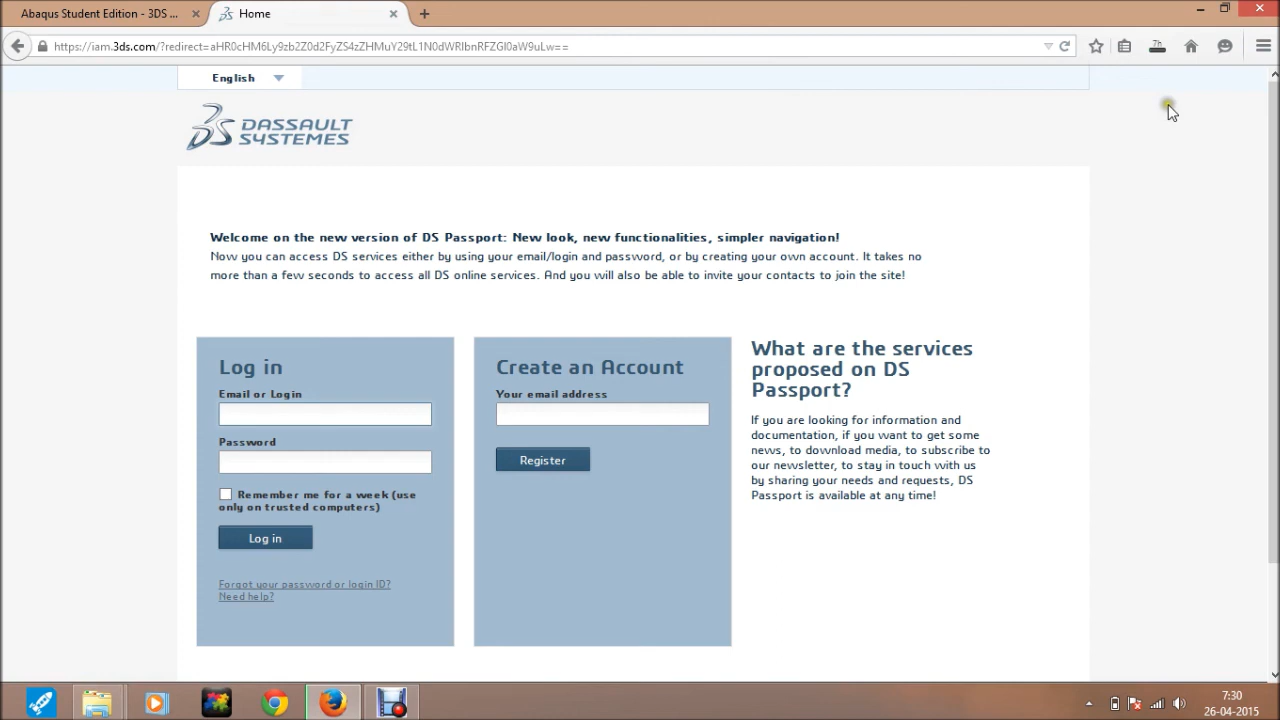 Abaqus Student Edition - 3DS ...
Home
https://iam.3ds.com/?redirect=aHR0cHM6Ly9zb2Z0d2FyZS4zZHMuY29tL1N0dWRlbnRFZGl0aW9uLw==
English
DASSAULT
SYSTEMES
Welcome on the new version of DS Passport: New look, new functionalities, simpler navigation!
Now you can access DS services either by using your email/login and password, or by creating your own account. It takes no
more than a few seconds to access all DS online services. And you will also be able to invite your contacts to join the site!
Log in
Email or Login
Password
Remember me for a week (use
only on trusted computers)
Log in
Forgot your password or login ID?
Need help?
Create an Account
Your email address
Register
What are the services
proposed on DS
Passport?
If you are looking for information and
documentation, if you want to get some
news, to download media, to subscribe to
our newsletter, to stay in touch with us
by sharing your needs and requests, DS
Passport is available at any time!
7:30
26-04-2015